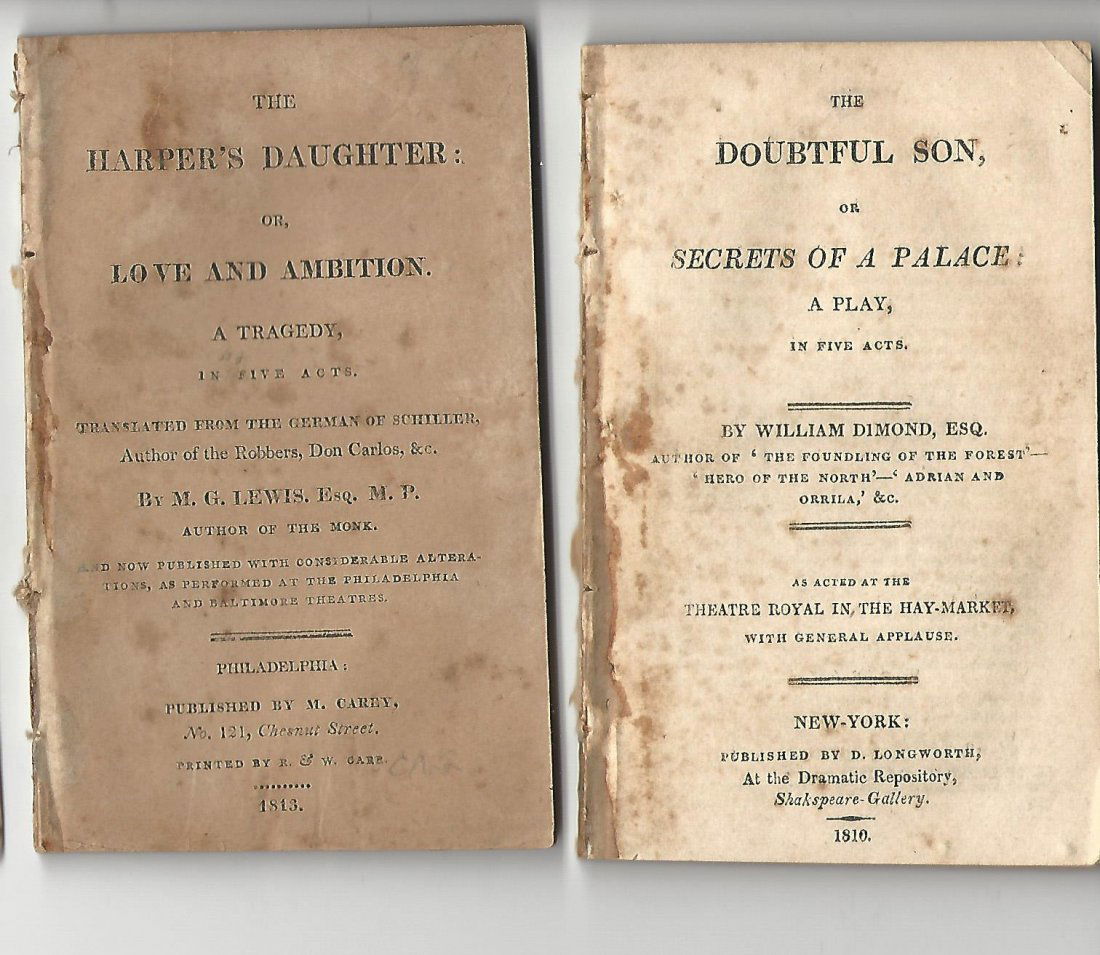 THE
HARPER'S DAUGHTER:
OR,
LOVE AND AMBITION.
A TRAGEDY,
IN FIVE ACTS.
TRANSLATED FROM THE GERMAN OF SCHILLER,
Author of the Robbers, Don Carlos, &c.
BY M. G. LEWIS. ESQ. M. P.
AUTHOR OF THE MONK.
AND NOW PUBLISHED WITH CONSIDERABLE ALTERA-
TIONS, AS PERFORMED AT THE PHILADELPHIA
AND BALTIMORE THEATRES.
PHILADELPHIA:
PUBLISHED BY M. CAREY,
No. 121, Chesnut Street.
PRINTED BY R. & W. CARR.
1813.
THE
DOUBTFUL SON,
OR
SECRETS OF A PALACE:
A PLAY,
IN FIVE ACTS.
BY WILLIAM DIMOND, ESQ.
AUTHOR OF ‘ THE FOUNDLING OF THE FOREST’—
‘ HERO OF THE NORTH’—‘ ADRIAN AND
ORRILA,’ &c.
AS ACTED AT THE
THEATRE ROYAL IN THE HAY-MARKET,
WITH GENERAL APPLAUSE.
NEW-YORK:
PUBLISHED BY D. LONGWORTH,
At the Dramatic Repository,
Shakspeare-Gallery.
1810.